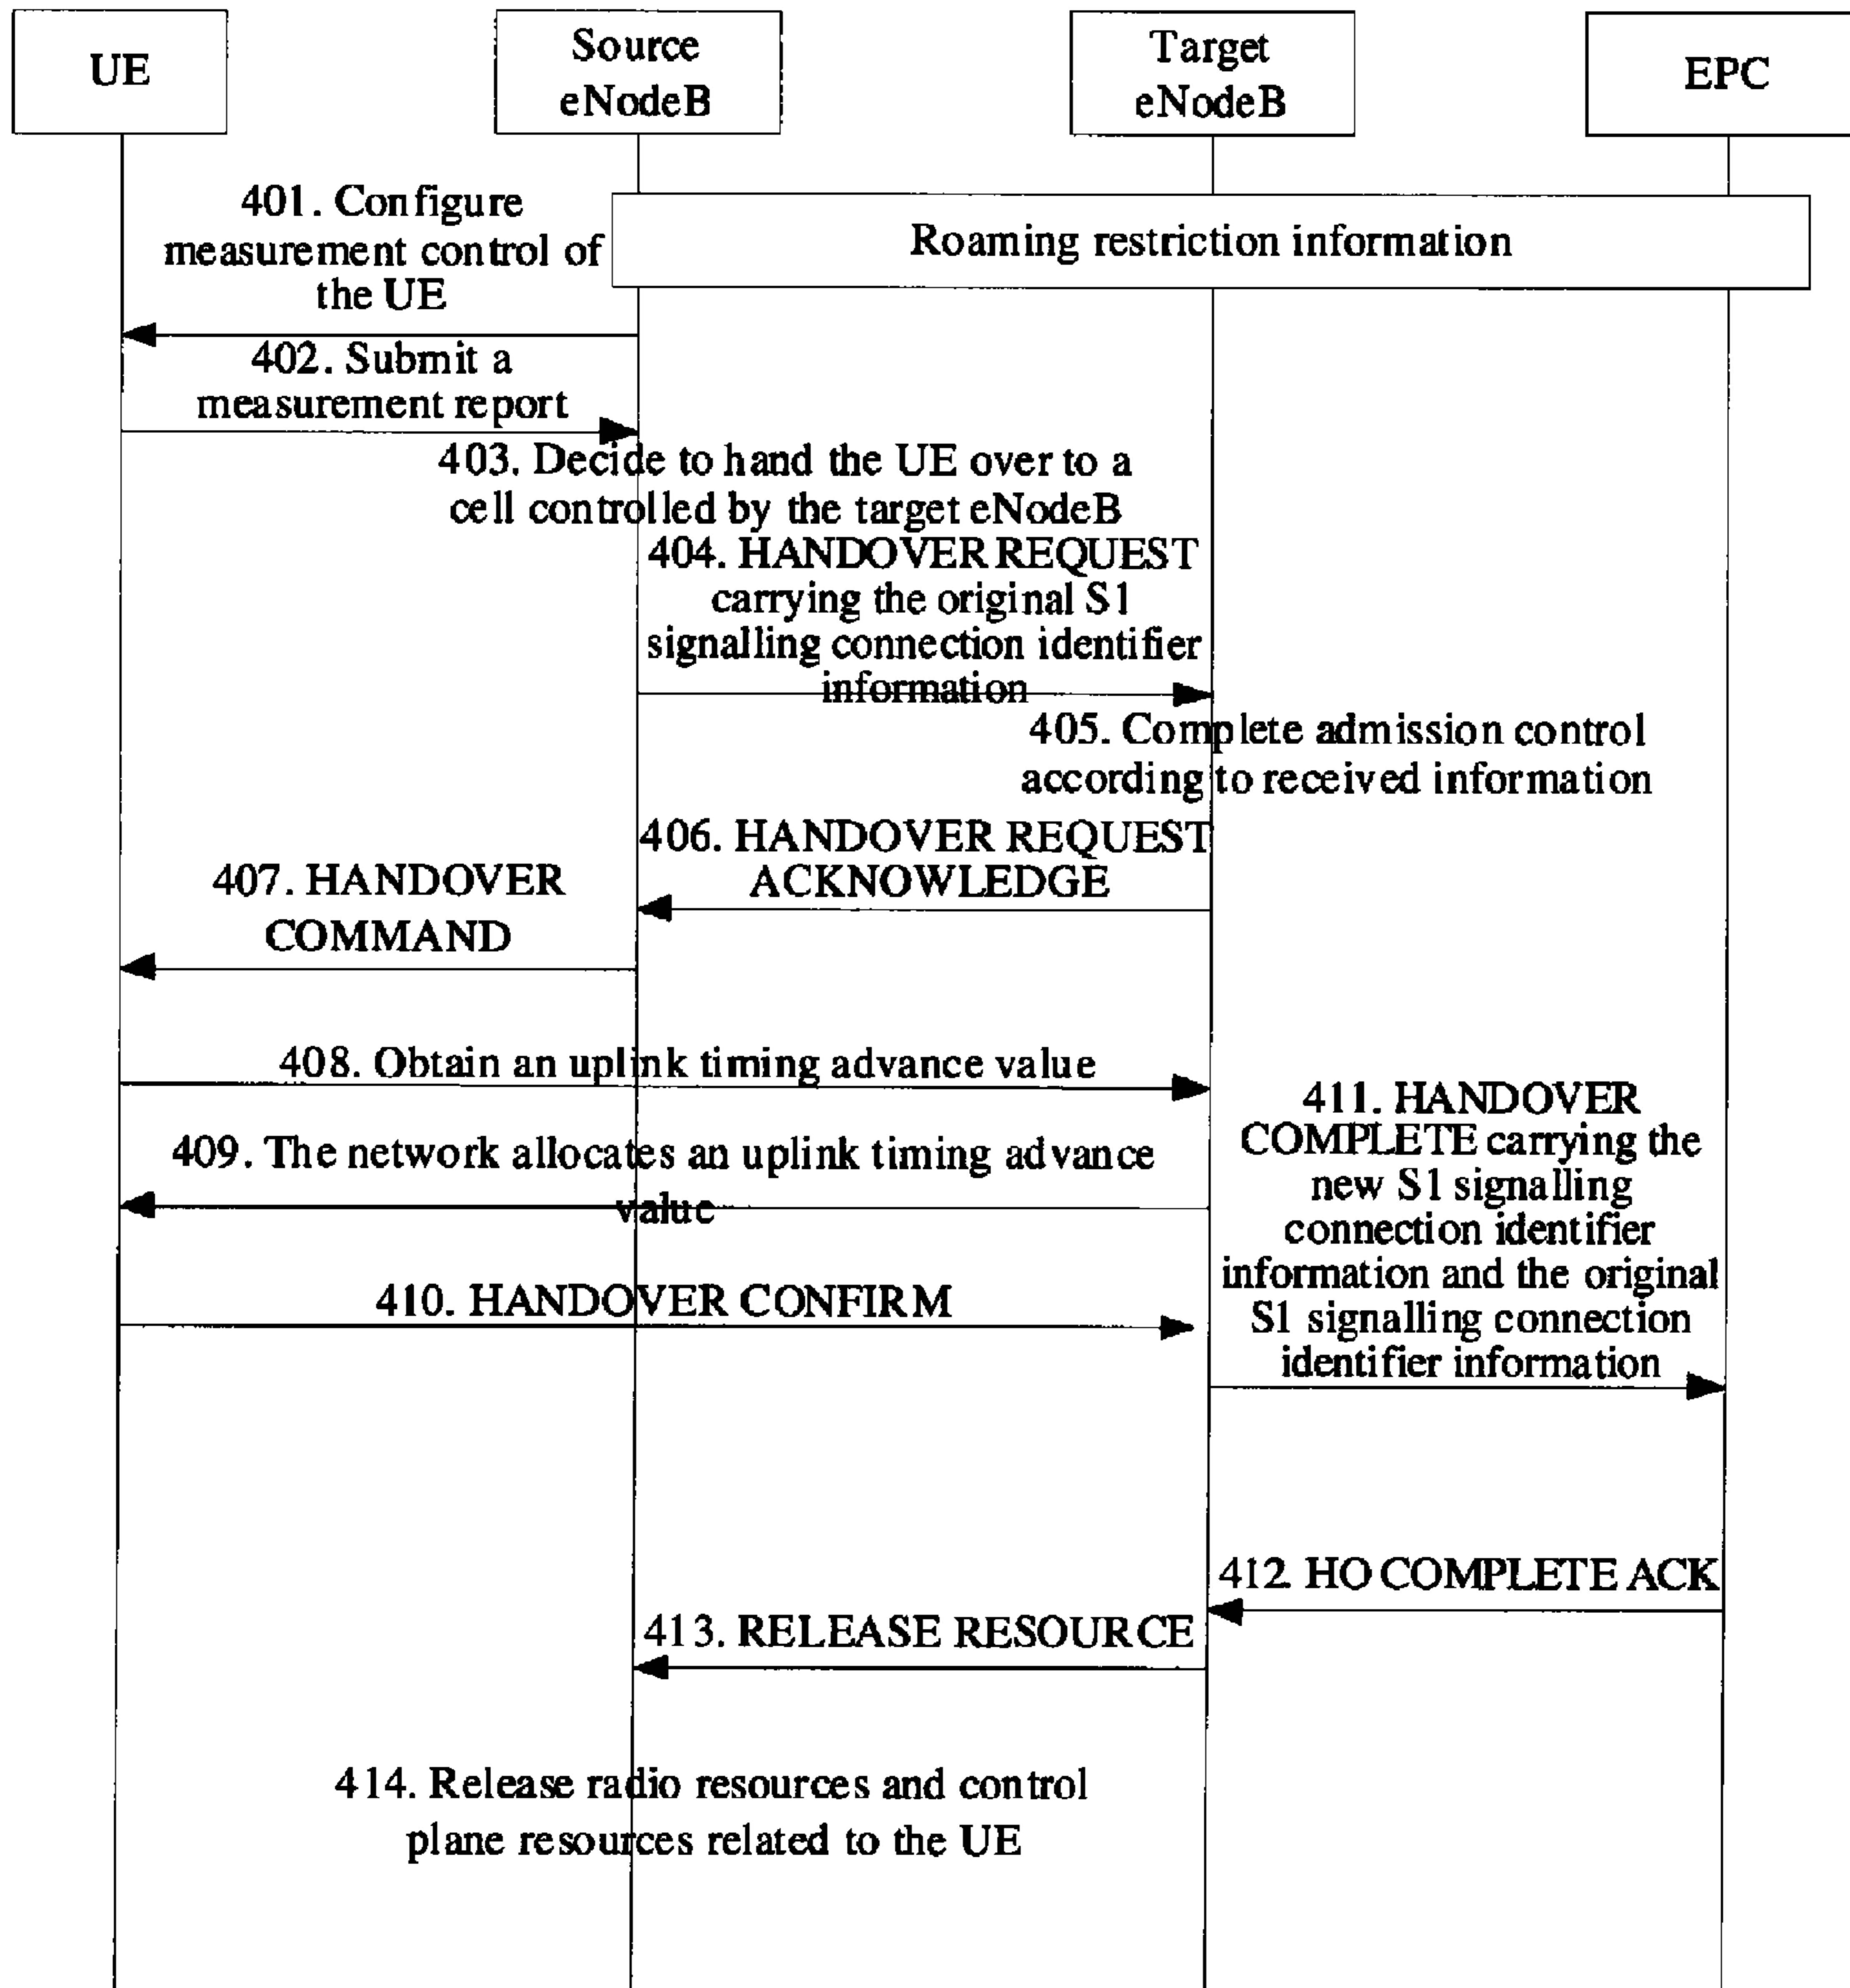 UE
Source
eNodeB
Target
eNodeB
EPC
Roaming restriction information
401. Configure
measurement control of
the UE
402. Submit a
measurement report
403. Decide to hand the UE over to a
cell controlled by the target eNodeB
404. HANDOVER REQUEST
carrying the original S1
signalling connection identifier
information
405. Complete admission control
according to received information
406. HANDOVER REQUEST
ACKNOWLEDGE
407. HANDOVER
COMMAND
408. Obtain an uplink timing advance value
409. The network allocates an uplink timing advance
value
410. HANDOVER CONFIRM
411. HANDOVER
COMPLETE carrying the
new S1 signalling
connection identifier
information and the original
S1 signalling connection
identifier information
412. HO COMPLETE ACK
413. RELEASE RESOURCE
414. Release radio resources and control
plane resources related to the UE